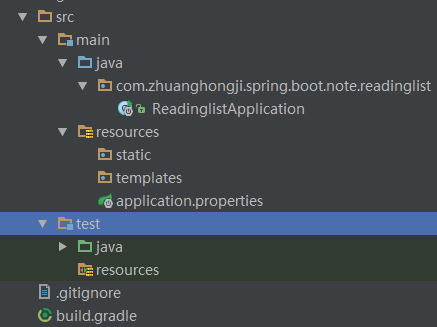 src
main
java
com.zhuanghongji.spring.boot.note.readinglist
ReadinglistApplication
resources
static
templates
application.properties
test
java
resources
.gitignore
build.gradle